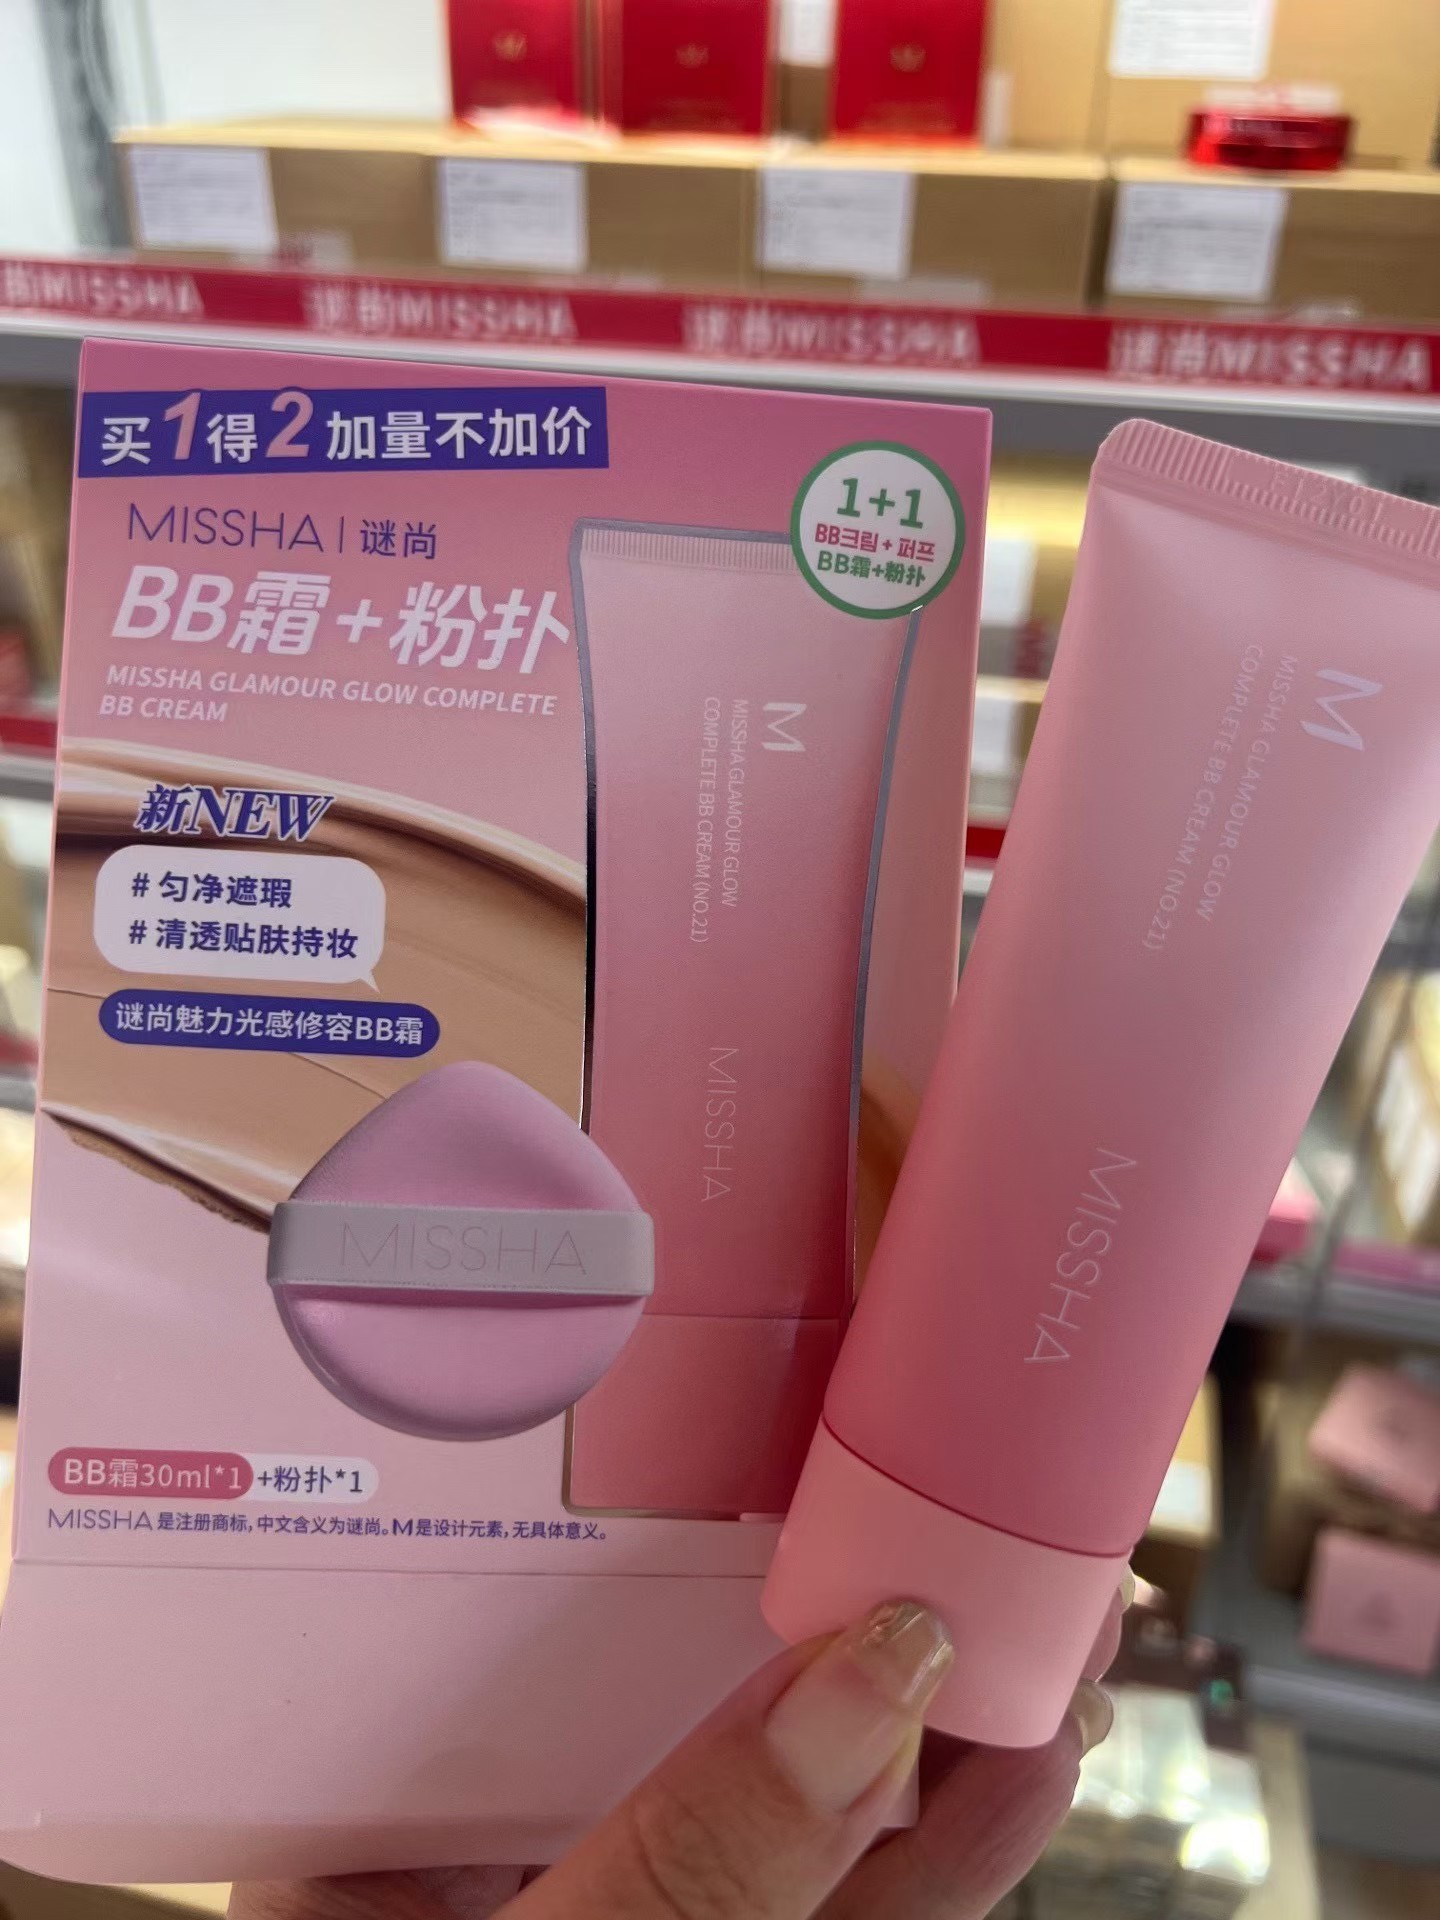 迷尚MISSHA
谜尚MISSHA
谜尚MISSHA
谜尚MISSHA
买1得2加量不加价
MISSHA | 谜尚
BB霜+粉扑
MISSHA GLAMOUR GLOW COMPLETE
BB CREAM
1+1
BB크림+퍼프
BB霜+粉扑
新NEW
#匀净遮瑕
#清透贴肤持妆
谜尚魅力光感修容BB霜
M
MISSHA GLAMOUR GLOW
COMPLETE BB CREAM (NO.21)
MISSHA
MISSHA
BB霜30ml*1+粉扑*1
MISSHA是注册商标,中文含义为谜尚。M是设计元素,无具体意义。
M
MISSHA GLAMOUR GLOW
COMPLETE BB CREAM (NO.21)
MISSHA